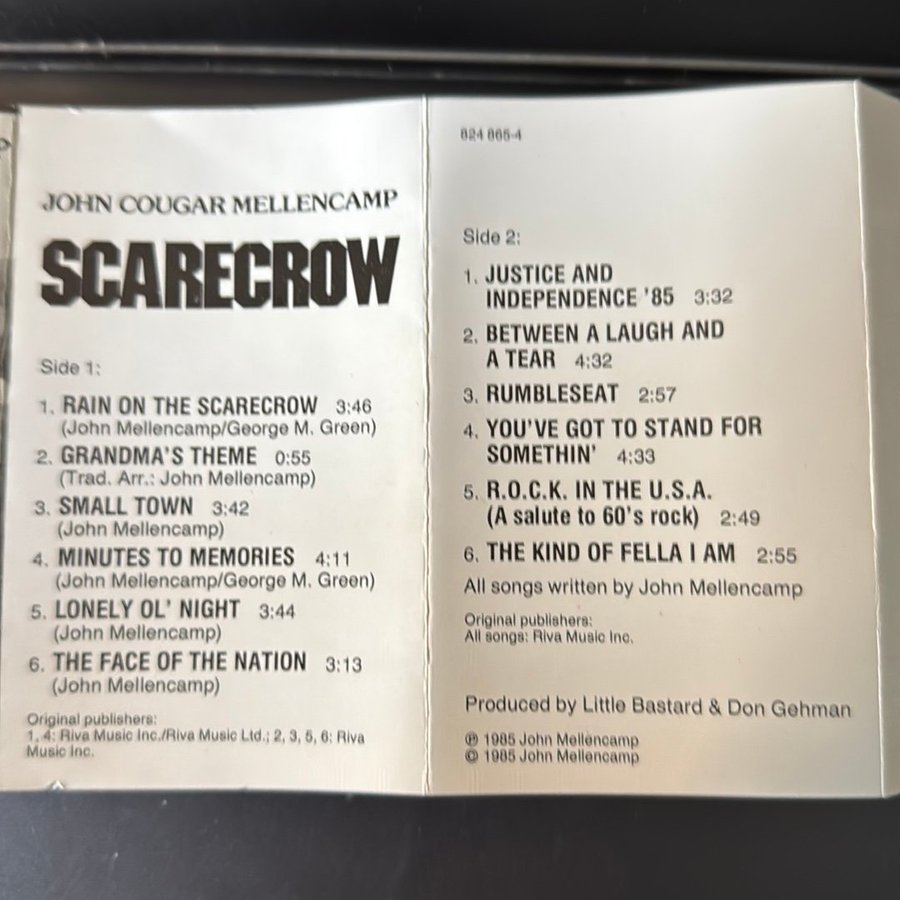 JOHN COUGAR MELLENCAMP
SCARECROW
Side 1:
1. RAIN ON THE SCARECROW 3:46
(John Mellencamp/George M. Green)
2. GRANDMA'S THEME 0:55
(Trad. Arr.: John Mellencamp)
3. SMALL TOWN 3:42
(John Mellencamp)
4. MINUTES TO MEMORIES 4:11
(John Mellencamp/George M. Green)
5. LONELY OL' NIGHT 3:44
(John Mellencamp)
6. THE FACE OF THE NATION 3:13
(John Mellencamp)
Original publishers:
1, 4: Riva Music Inc./Riva Music Ltd.; 2, 3, 5, 6: Riva
Music Inc.
824 865-4
Side 2:
1. JUSTICE AND
INDEPENDENCE '85 3:32
2. BETWEEN A LAUGH AND
A TEAR 4:32
3. RUMBLESEAT 2:57
4. YOU'VE GOT TO STAND FOR
SOMETHIN' 4:33
5. R.O.C.K. IN THE U.S.A.
(A salute to 60's rock) 2:49
6. THE KIND OF FELLA I AM 2:55
All songs written by John Mellencamp
Original publishers:
All songs: Riva Music Inc.
Produced by Little Bastard & Don Gehman
℗ 1985 John Mellencamp
© 1985 John Mellencamp